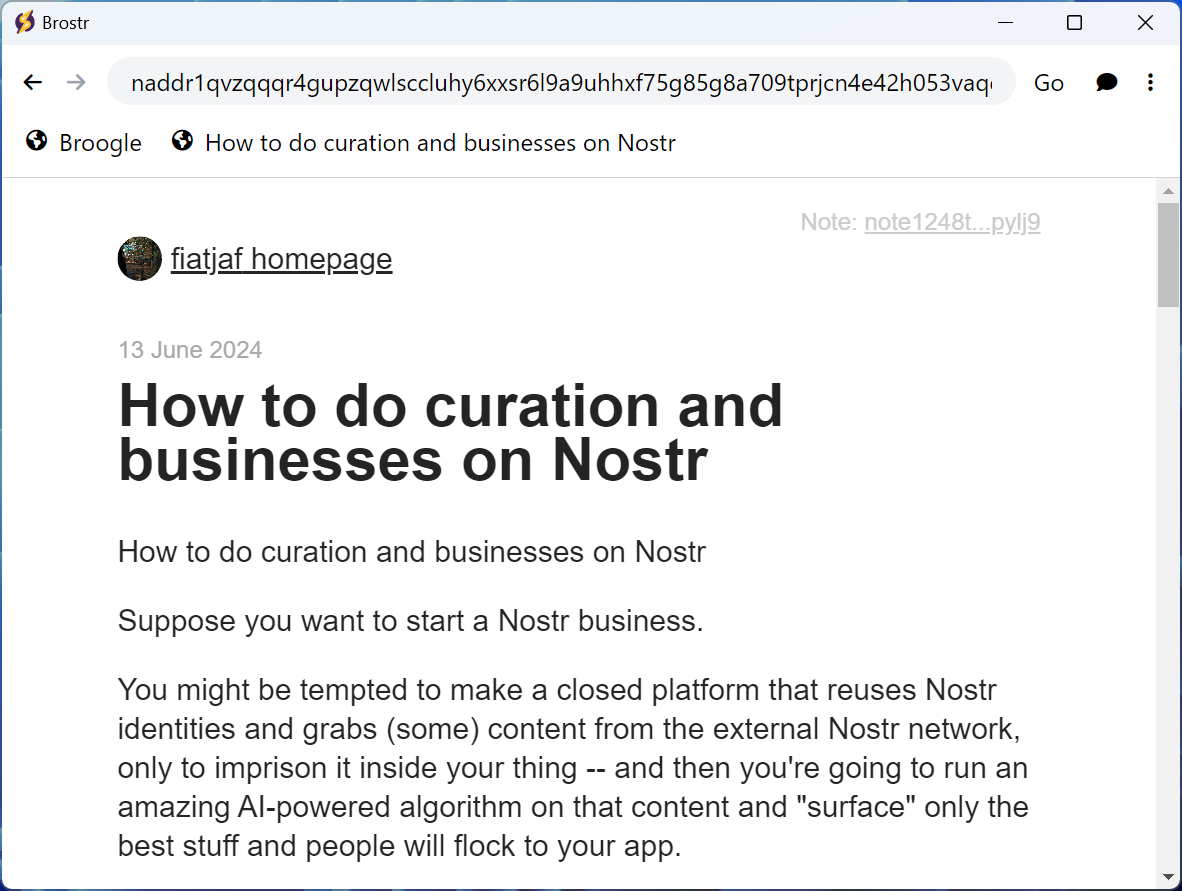 Brostr
naddr1qvzqqqr4gupzqwlsccluhy6xxsr6l9a9uhhxf75g85g8a709tprjcn4e42h053vaq
Go
Broogle
How to do curation and businesses on Nostr
Note: note1248t...pylj9
fiatjaf homepage
13 June 2024
How to do curation and
businesses on Nostr
How to do curation and businesses on Nostr
Suppose you want to start a Nostr business.
You might be tempted to make a closed platform that reuses Nostr
identities and grabs (some) content from the external Nostr network,
only to imprison it inside your thing -- and then you're going to run an
amazing AI-powered algorithm on that content and "surface" only the
best stuff and people will flock to your app.